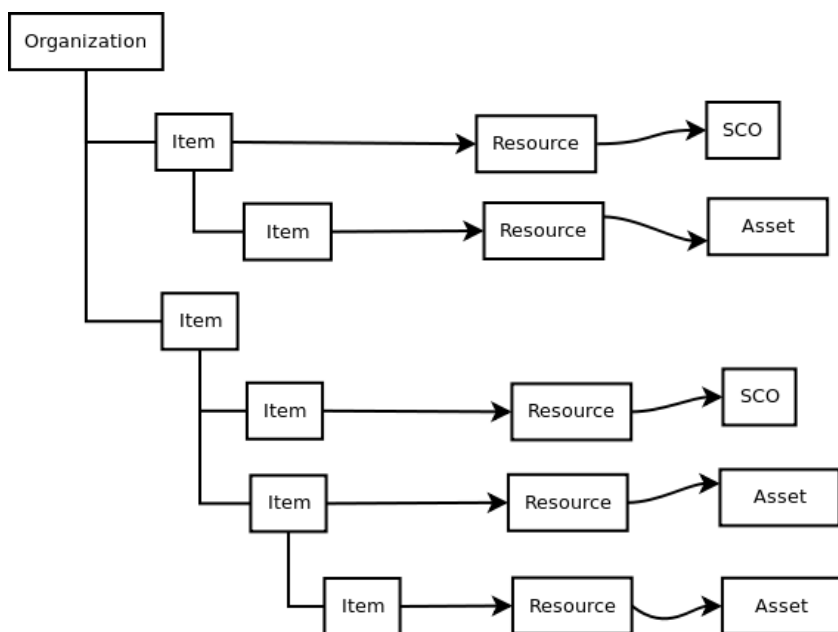 Organization
Item
Resource
SCO
Item
Resource
Asset
Item
Item
Resource
SCO
Item
Resource
Asset
Item
Resource
Asset